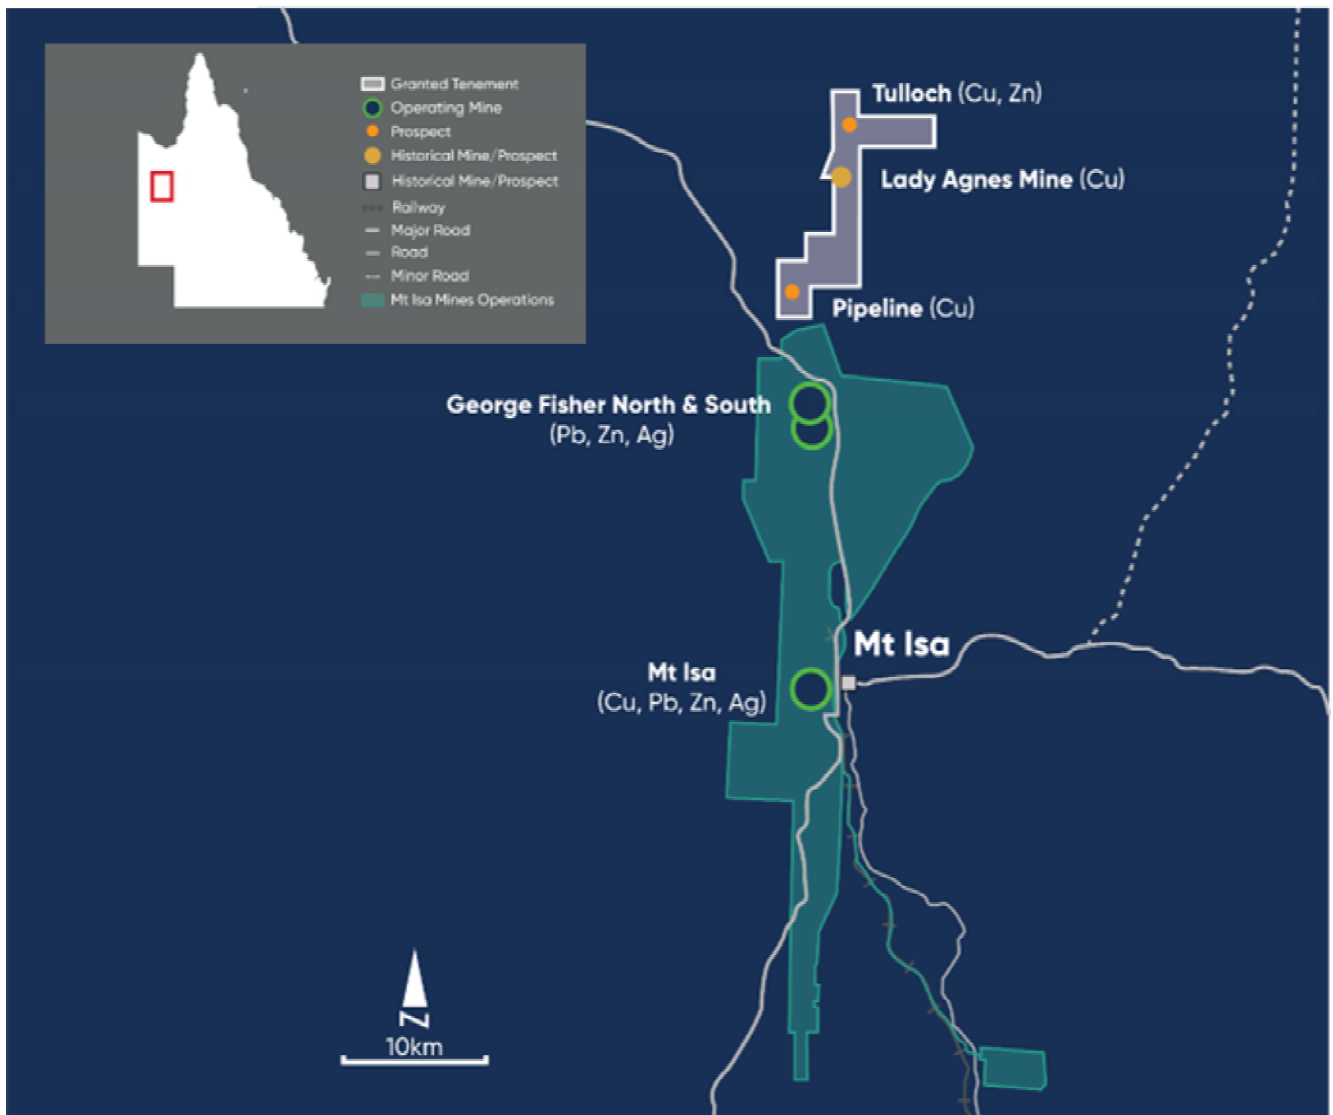 Granted Tenement
Operating Mine
Prospect
Historical Mine/Prospect
Historical Mine/Prospect
Railway
Major Road
Road
Minor Road
Mt Isa Mines Operations
Tulloch (Cu, Zn)
Lady Agnes Mine (Cu)
Pipeline (Cu)
George Fisher North & South
(Pb, Zn, Ag)
Mt Isa
Mt Isa
(Cu, Pb, Zn, Ag)
N
10km